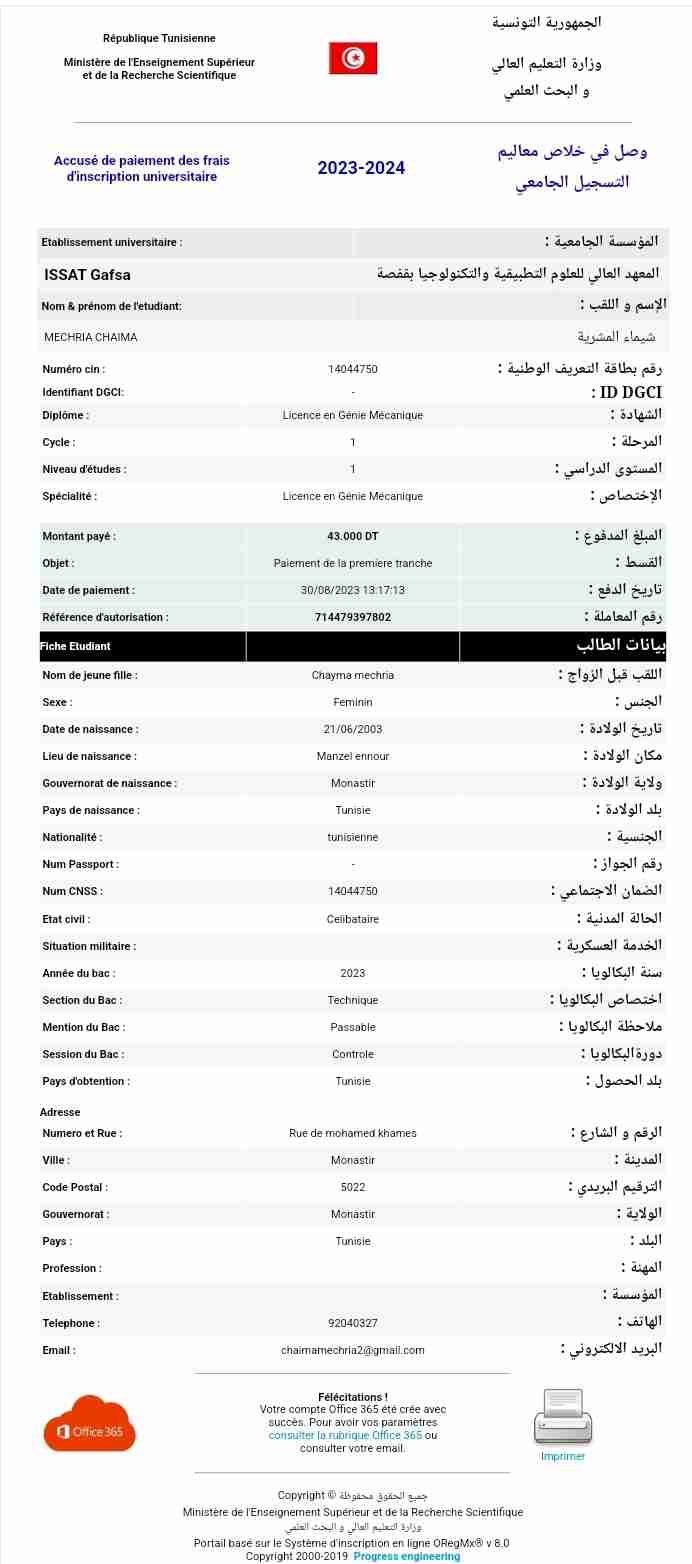 République Tunisienne
Ministère de l'Enseignement Supérieur
et de la Recherche Scientifique
الجمهورية التونسية
وزارة التعليم العالي
و البحث العلمي
Accusé de paiement des frais
d'inscription universitaire
2023-2024
وصل في خلاص معاليم
التسجيل الجامعي
Etablissement universitaire : المؤسسة الجامعية :
ISSAT Gafsa المعهد العالي للعلوم التطبيقية والتكنولوجيا بقفصة
Nom & prénom de l'etudiant: الإسم و اللقب :
MECHRIA CHAIMA شيماء المشرية
Numéro cin : 14044750 رقم بطاقة التعريف الوطنية :
Identifiant DGCI: - ID DGCI :
Diplôme : Licence en Génie Mécanique الشهادة :
Cycle : 1 المرحلة :
Niveau d'études : 1 المستوى الدراسي :
Spécialité : Licence en Génie Mécanique الإختصاص :
Montant payé : 43.000 DT المبلغ المدفوع :
Objet : Paiement de la premiere tranche القسط :
Date de paiement : 30/08/2023 13:17:13 تاريخ الدفع :
Référence d'autorisation : 714479397802 رقم المعاملة :
Fiche Etudiant بيانات الطالب
Nom de jeune fille : Chayma mechria اللقب قبل الزواج :
Sexe : Feminin الجنس :
Date de naissance : 21/06/2003 تاريخ الولادة :
Lieu de naissance : Manzel ennour مكان الولادة :
Gouvernorat de naissance : Monastir ولاية الولادة :
Pays de naissance : Tunisie بلد الولادة :
Nationalité : tunisienne الجنسية :
Num Passport : - رقم الجواز :
Num CNSS : 14044750 الضمان الاجتماعي :
Etat civil : Celibataire الحالة المدنية :
Situation militaire : الخدمة العسكرية :
Année du bac : 2023 سنة البكالويا :
Section du Bac : Technique اختصاص البكالويا :
Mention du Bac : Passable ملاحظة البكالويا :
Session du Bac : Controle دورةالبكالويا :
Pays d'obtention : Tunisie بلد الحصول :
Adresse
Numero et Rue : Rue de mohamed khames الرقم و الشارع :
Ville : Monastir المدينة :
Code Postal : 5022 الترقيم البريدي :
Gouvernorat : Monastir الولاية :
Pays : Tunisie البلد :
Profession : المهنة :
Etablissement : المؤسسة :
Telephone : 92040327 الهاتف :
Email : chaimamechria2@gmail.com البريد الالكتروني :
Office 365
Félécitations !
Votre compte Office 365 été crée avec
succès. Pour avoir vos paramètres
consulter la rubrique Office 365 ou
consulter votre email.
Imprimer
Copyright © جميع الحقوق محفوظة
Ministère de l'Enseignement Supérieur et de la Recherche Scientifique
وزارة التعليم العالي و البحث العلمي
Portail basé sur le Système d'inscription en ligne ORegMx® v 8.0
Copyright 2000-2019 Progress engineering